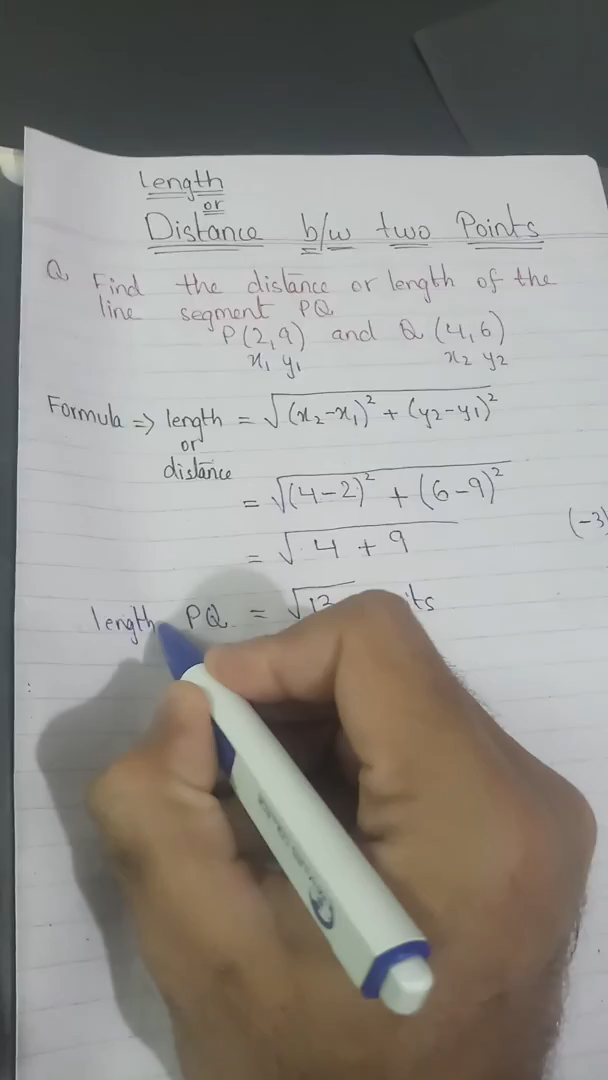 Length
or
Distance b/w two Points
Q Find the distance or length of the
line segment PQ
P(2,9) and Q (4,6)
x₁ y₁ x₂ y₂
Formula => length = √(x₂-x₁)² + (y₂-y₁)²
or
distance
= √(4-2)² + (6-9)²
(-3)
= √4 + 9
length PQ = √13